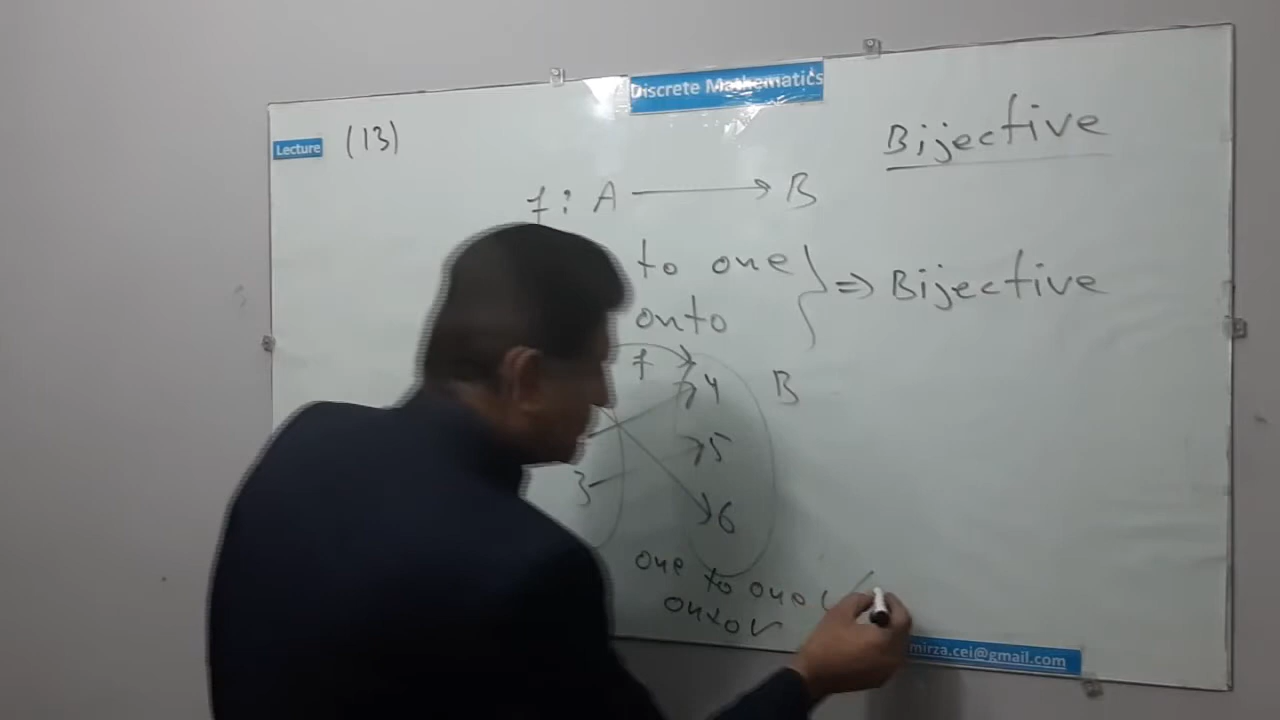 Discrete Mathematics
Lecture (13)
Bijective
f: A → B
to one
onto
} ⇒ Bijective
f
4
B
5
3
6
one to one ✓
onto ✓
mirza.cei@gmail.com